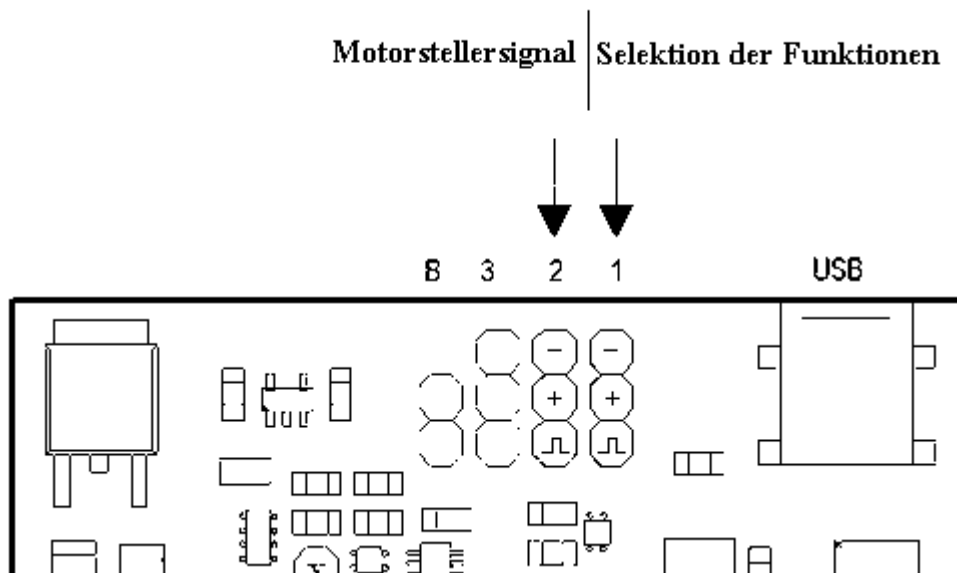 Motorstellersignal Selektion der Funktionen
B 3 2 1 USB
- -
+ +